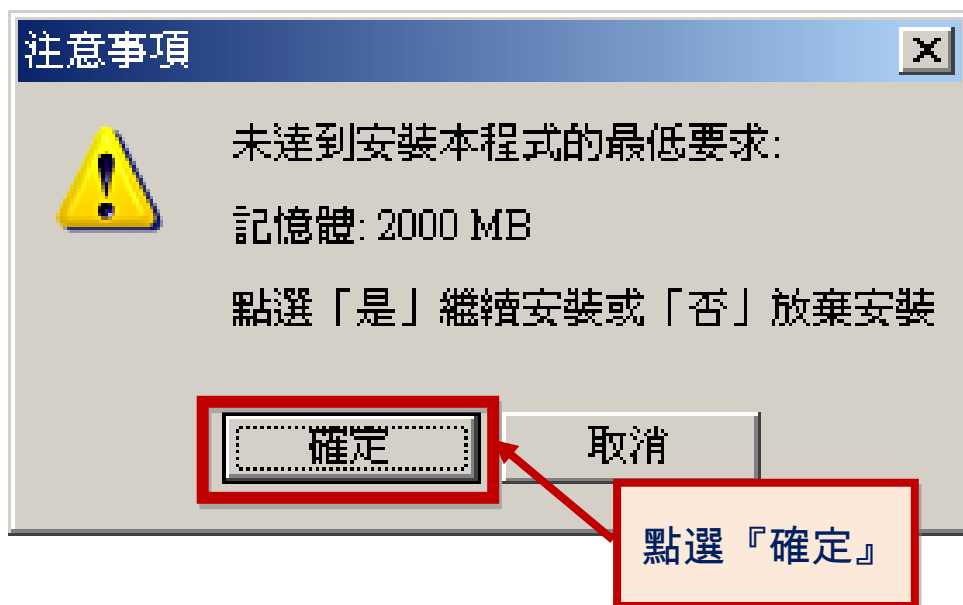 注意事項
未達到安裝本程式的最低要求:
記憶體: 2000 MB
點選「是」繼續安裝或「否」放棄安裝
確定
取消
點選『確定』